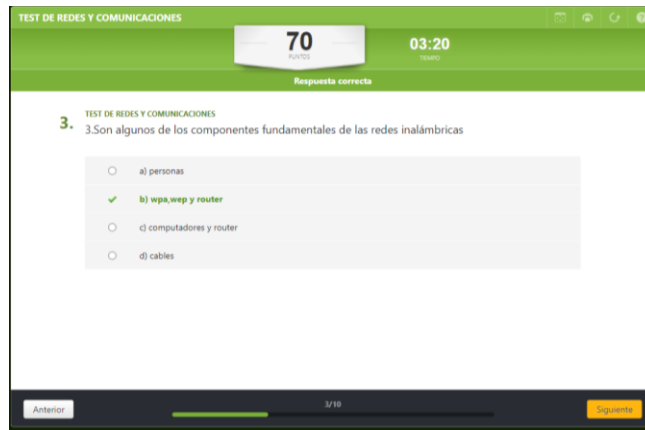 TEST DE REDES Y COMUNICACIONES
70
PUNTOS
03:20
TIEMPO
Respuesta correcta
TEST DE REDES Y COMUNICACIONES
3.
3.Son algunos de los componentes fundamentales de las redes inalámbricas
a) personas
b) wpa,wep y router
c) computadores y router
d) cables
Anterior
3/10
Siguiente